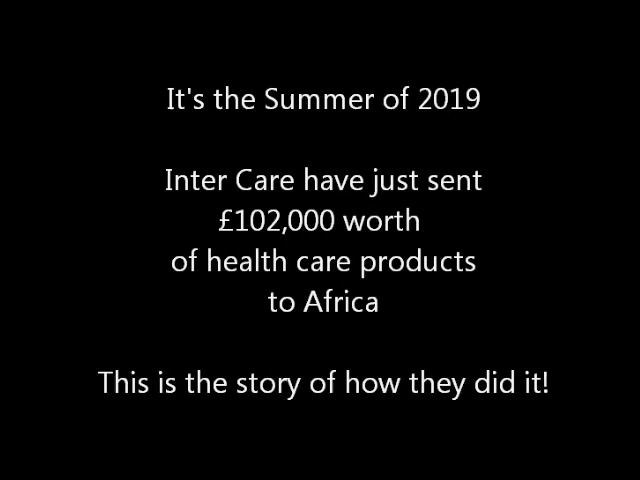 It's the Summer of 2019
Inter Care have just sent
£102,000 worth
of health care products
to Africa
This is the story of how they did it!